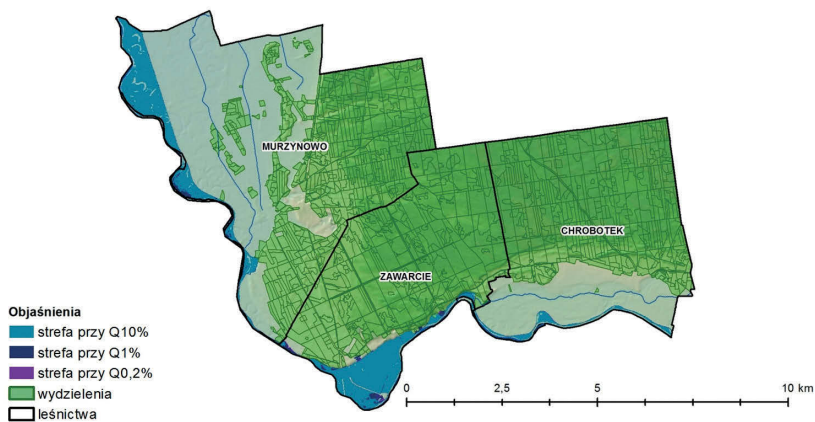 MURZYNOWO
CHROBOTEK
ZAWARCIE
Objaśnienia
strefa przy Q10%
strefa przy Q1%
strefa przy Q0,2%
wydzielenia
leśnictwa
0 2,5 5 10 km